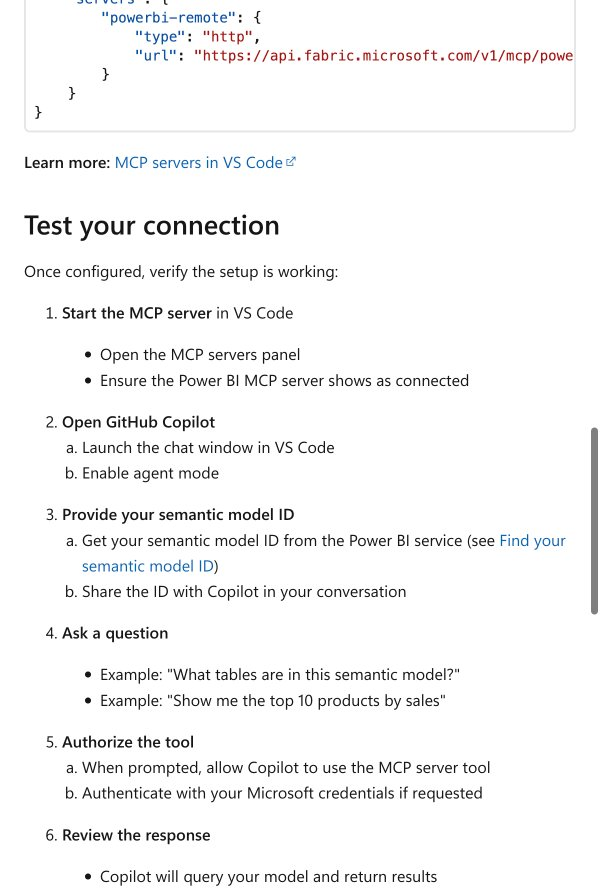 "servers": {
"powerbi-remote": {
"type": "http",
"url": "https://api.fabric.microsoft.com/v1/mcp/powe
}
}
}
Learn more: MCP servers in VS Code
Test your connection
Once configured, verify the setup is working:
1. Start the MCP server in VS Code
• Open the MCP servers panel
• Ensure the Power BI MCP server shows as connected
2. Open GitHub Copilot
a. Launch the chat window in VS Code
b. Enable agent mode
3. Provide your semantic model ID
a. Get your semantic model ID from the Power BI service (see Find your
semantic model ID)
b. Share the ID with Copilot in your conversation
4. Ask a question
• Example: "What tables are in this semantic model?"
• Example: "Show me the top 10 products by sales"
5. Authorize the tool
a. When prompted, allow Copilot to use the MCP server tool
b. Authenticate with your Microsoft credentials if requested
6. Review the response
• Copilot will query your model and return results